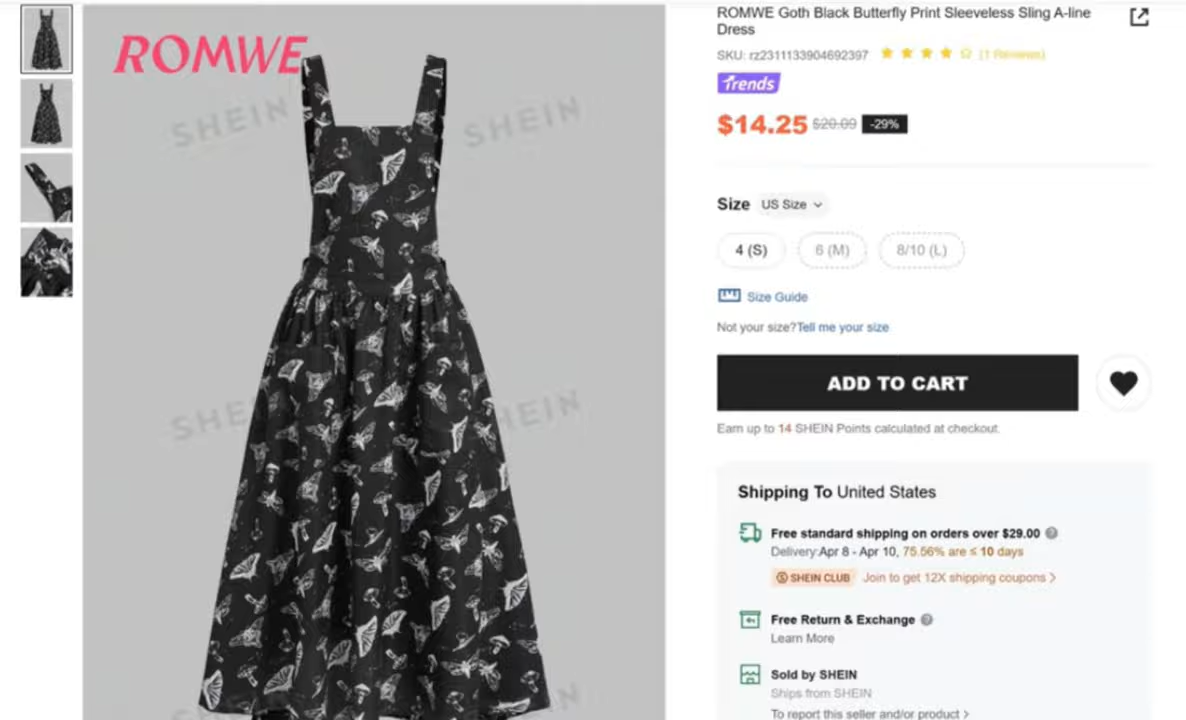 ROMWE
SHEIN
SHEIN
SHE
HEIN
ROMWE Goth Black Butterfly Print Sleeveless Sling A-line
Dress
SKU: rz2311133904692397
(1 Reviews)
Trends
$14.25 $20.09 -29%
Size US Size
4 (S) 6 (M) 8/10 (L)
Size Guide
Not your size?Tell me your size
ADD TO CART
Earn up to 14 SHEIN Points calculated at checkout.
Shipping To United States
Free standard shipping on orders over $29.00
Delivery:Apr 8 - Apr 10, 75.56% are ≤ 10 days
SHEIN CLUB Join to get 12X shipping coupons >
Free Return & Exchange
Learn More
Sold by SHEIN
Ships from SHEIN
To report this seller and/or product >